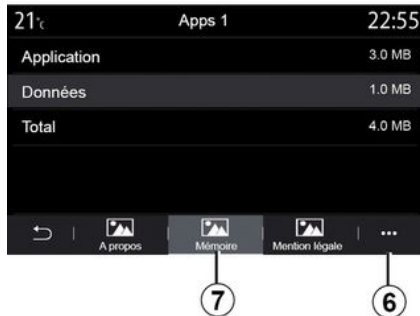 21°c Apps 1 22:55
Application 3.0 MB
Données 1.0 MB
Total 4.0 MB
A propos Mémoire Mention légale ...
7 6